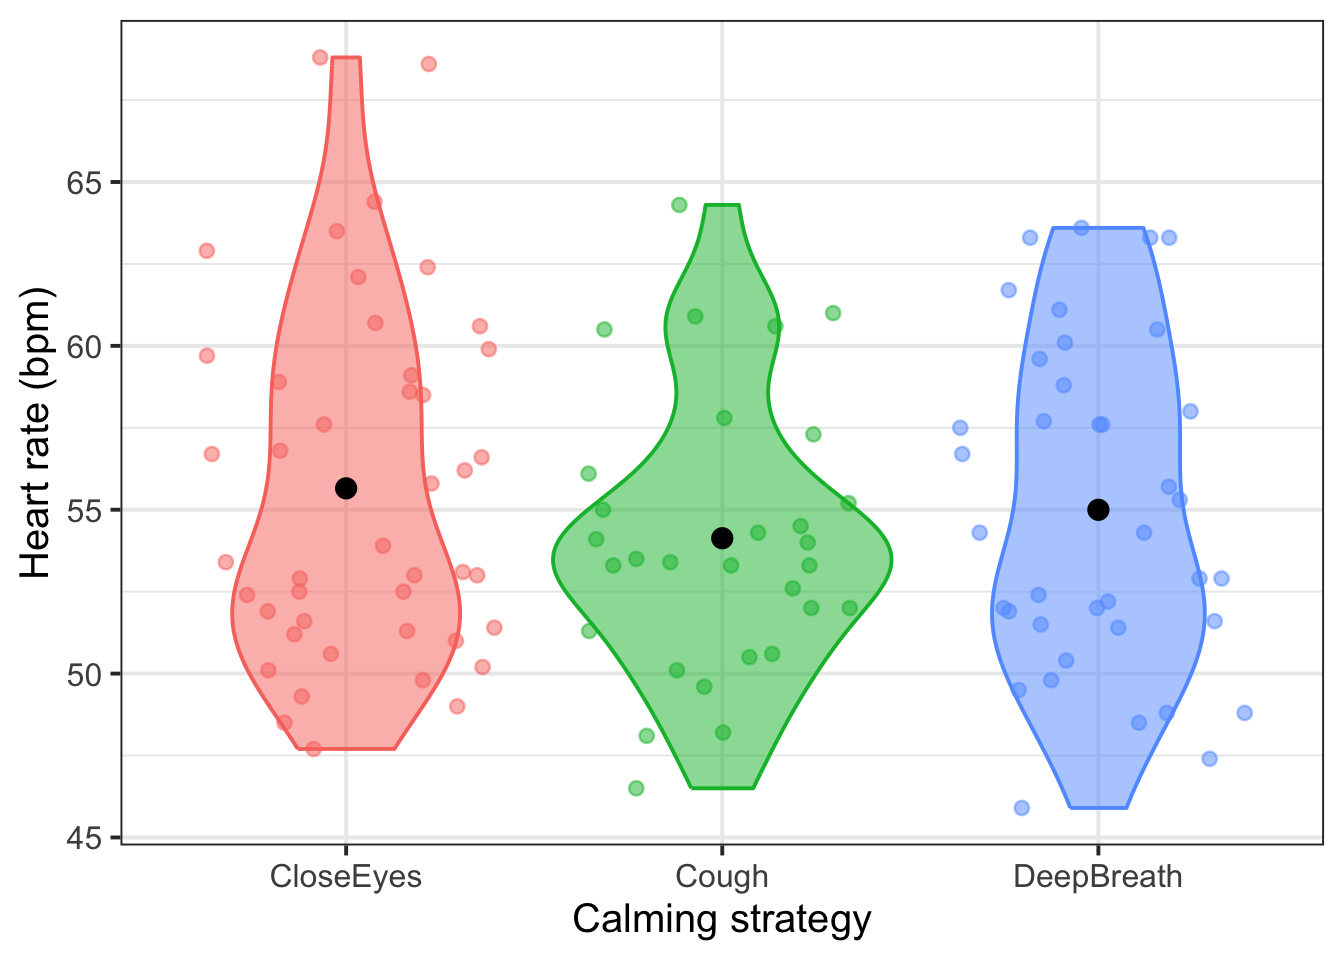 Heart rate (bpm)
65
60
55
50
45
CloseEyes
Cough
DeepBreath
Calming strategy